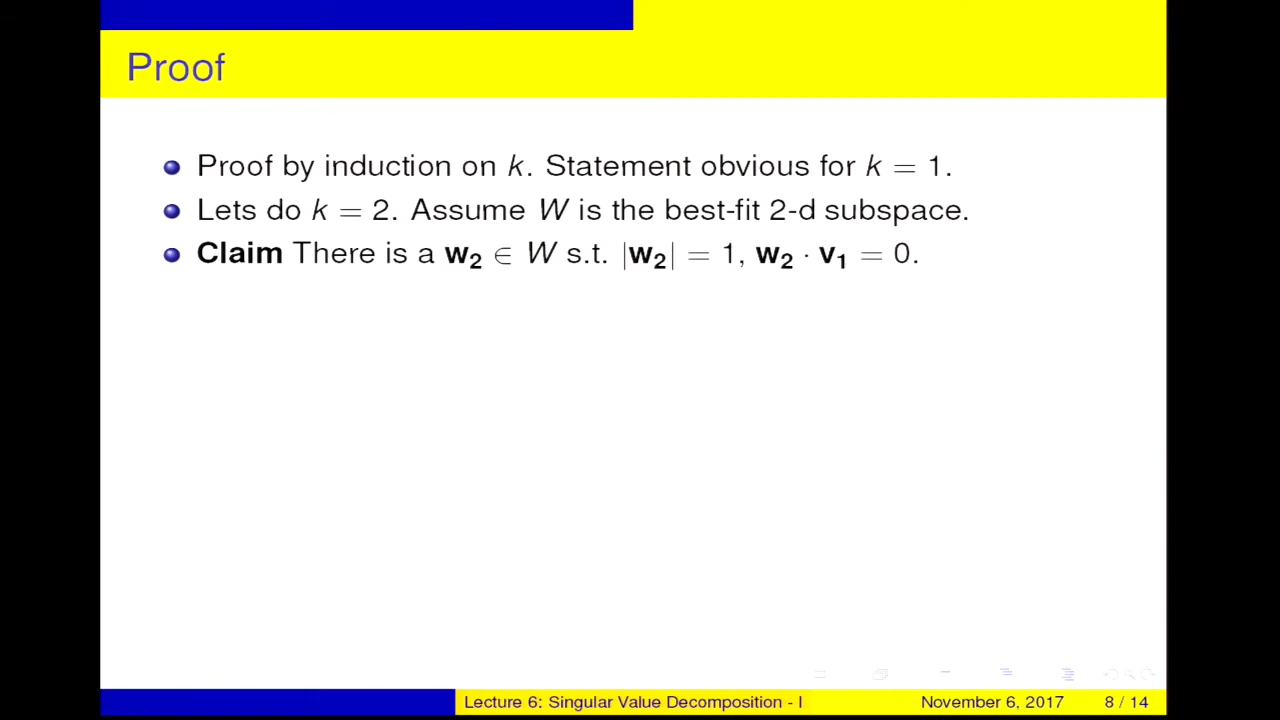 Proof
Proof by induction on k. Statement obvious for k = 1.
Lets do k = 2. Assume W is the best-fit 2-d subspace.
Claim There is a w₂ ∈ W s.t. |w₂| = 1, w₂ · v₁ = 0.
Lecture 6: Singular Value Decomposition - I
November 6, 2017
8 / 14